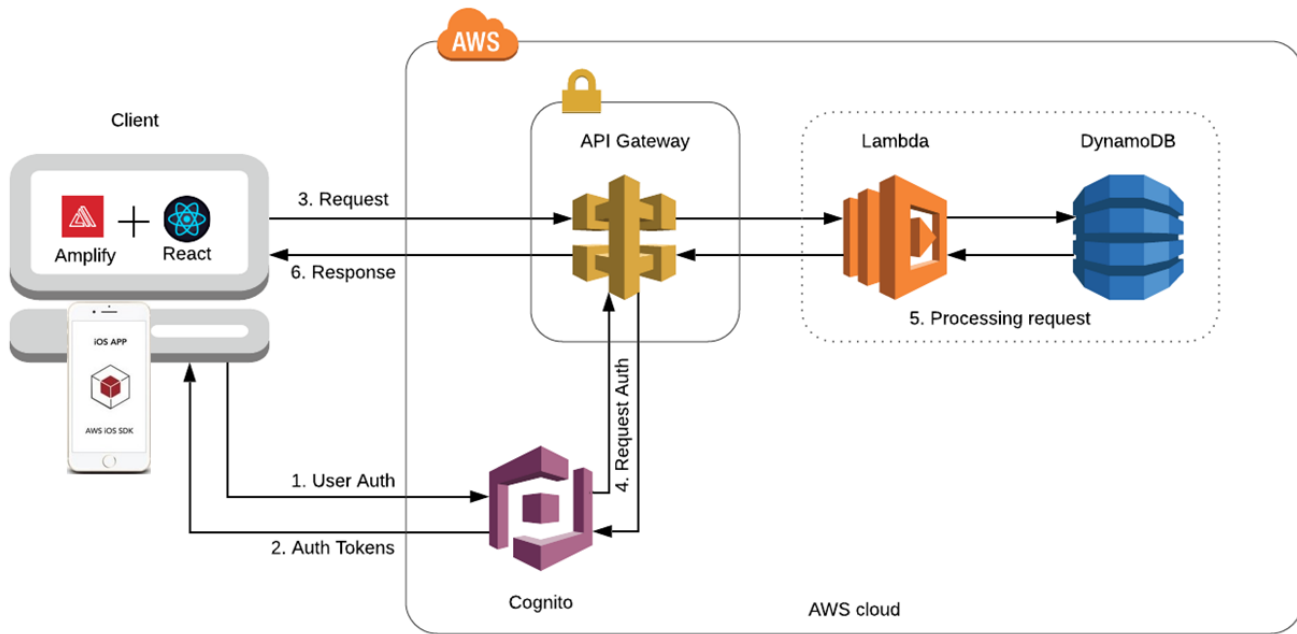 AWS
Client
API Gateway
Lambda
DynamoDB
3. Request
Amplify
React
6. Response
5. Processing request
iOS APP
AWS iOS SDK
4. Request Auth
1. User Auth
2. Auth Tokens
Cognito
AWS cloud